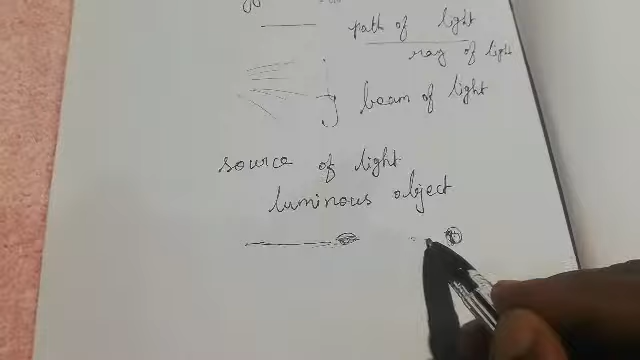 path of light
ray of light
beam of light
source of light
luminous object